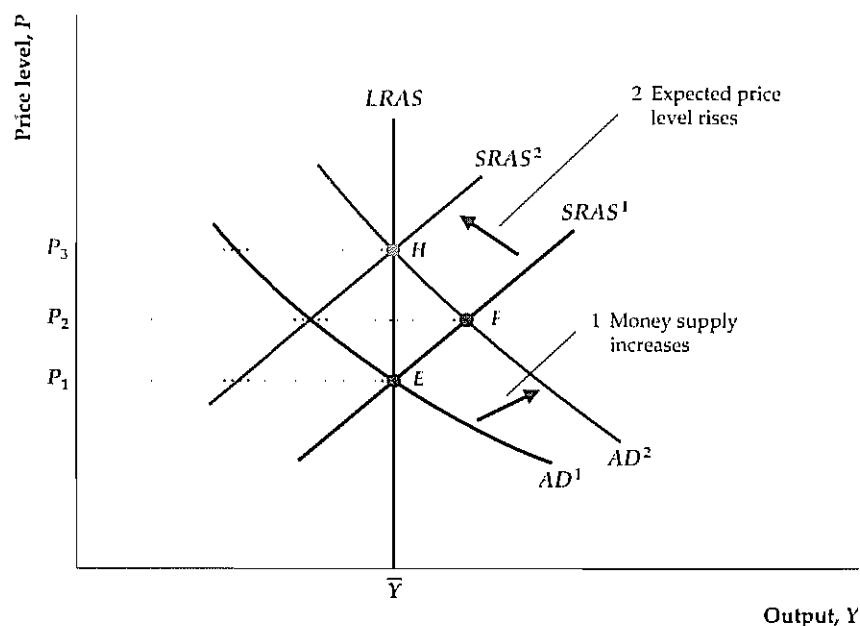 Price level, P
LRAS
2 Expected price
level rises
SRAS²
SRAS¹
P₃
H
P₂
F
1 Money supply
increases
P₁
E
AD²
AD¹
Y̅
Output, Y